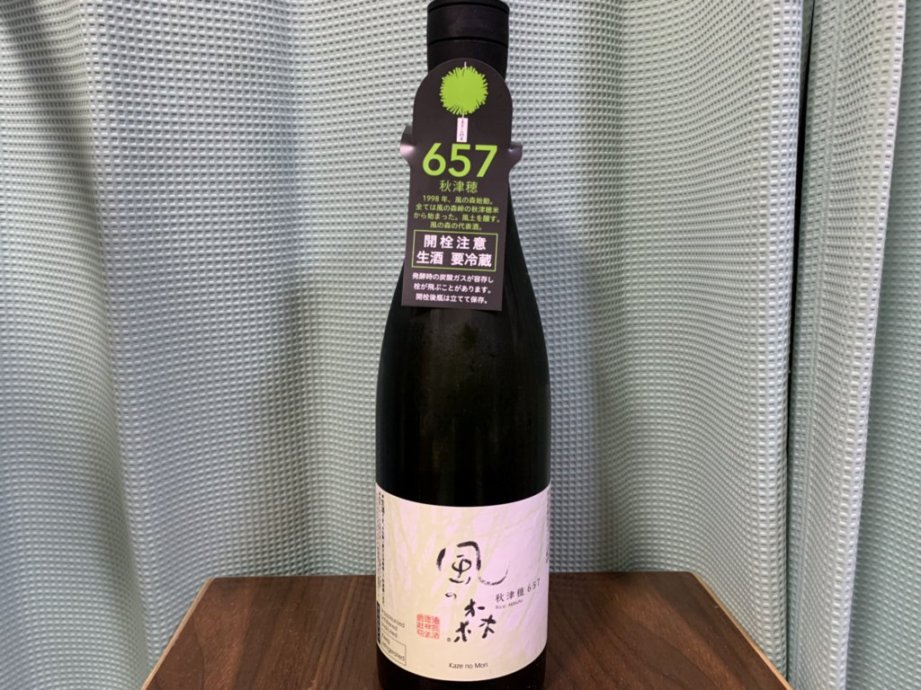 657
秋津穂
1998年、風の森始動。
全ては風の森峠の秋津穂米
から始まった。風土を醸す、
風の森の代表酒。
開栓注意
生酒 要冷蔵
発酵時の炭酸ガスが溶存し
栓が飛ぶことがあります。
開栓後瓶は立てて保存。
風の森
秋津穂 657
Kaze no Mori